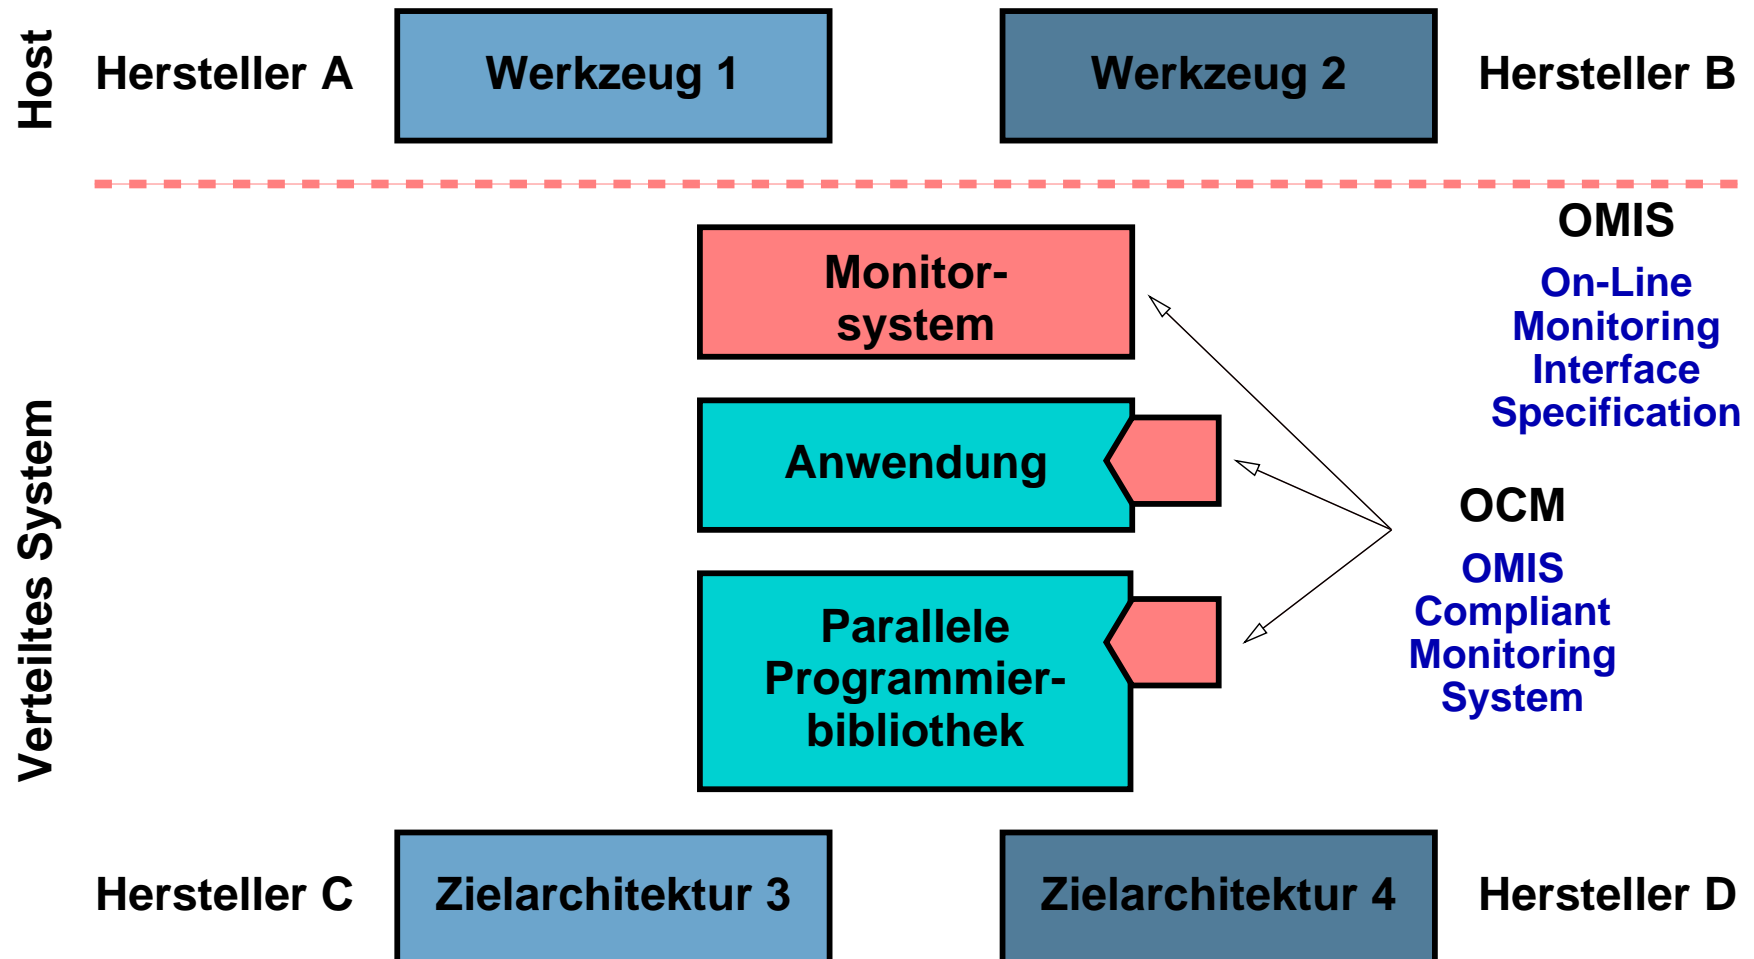 Host
Hersteller A
Werkzeug 1
Werkzeug 2
Hersteller B
Verteiltes System
OMIS
On-Line
Monitoring
Interface
Specification
Monitor-
system
Anwendung
OCM
OMIS
Compliant
Monitoring
System
Parallele
Programmier-
bibliothek
Hersteller C
Zielarchitektur 3
Zielarchitektur 4
Hersteller D